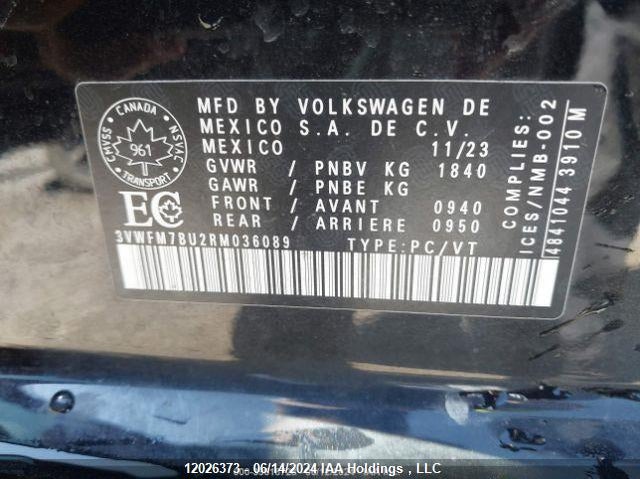 CANADA
CMVSS
NSVAC
961
TRANSPORT
EC
MFD BY VOLKSWAGEN DE
MEXICO S.A. DE C.V.
MEXICO 11/23
GVWR / PNBV KG 1840
GAWR / PNBE KG
FRONT / AVANT 0940
REAR / ARRIERE 0950
3VWFM7BU2RM036089 TYPE:PC/VT
COMPLIES:
ICES/NMB-002
4841044 3910 M
12026373 - 06/14/2024 IAA Holdings , LLC